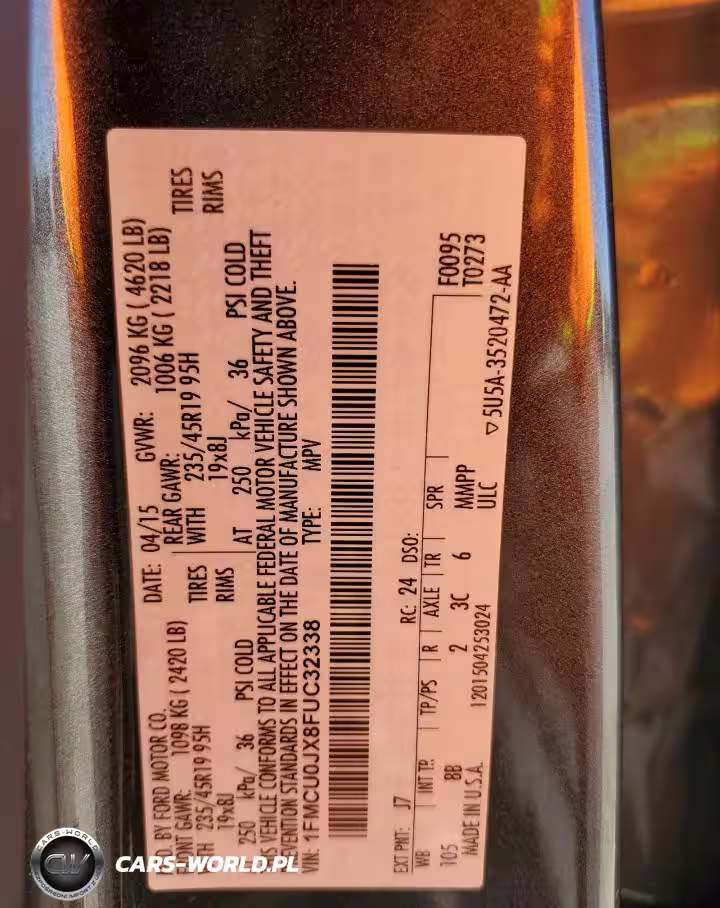 D. BY FORD MOTOR CO.
DATE: 04/15 GVWR: 2096 KG ( 4620 LB)
FRONT GAWR: 1098 KG ( 2420 LB)
REAR GAWR: 1006 KG ( 2218 LB)
235/45R19 95H TIRES
WITH 235/45R19 95H TIRES
19x8J RIMS
19x8J RIMS
250 kPa/ 36 PSI COLD
AT 250 kPa/ 36 PSI COLD
VEHICLE CONFORMS TO ALL APPLICABLE FEDERAL MOTOR VEHICLE SAFETY AND THEFT
PREVENTION STANDARDS IN EFFECT ON THE DATE OF MANUFACTURE SHOWN ABOVE.
VIN: 1FMCU0JX8FUC32338 TYPE: MPV
F0095
T0273
EXT PNT: J7 RC: 24 DSO:
WB INT TR TP/PS R AXLE TR SPR
105 8B 2 3C 6 MMPP
ULC
MADE IN U.S.A. 1201504253024 ▽5U5A-3520472-AA
CARS-WORLD
CW
CARS-WORLD.PL